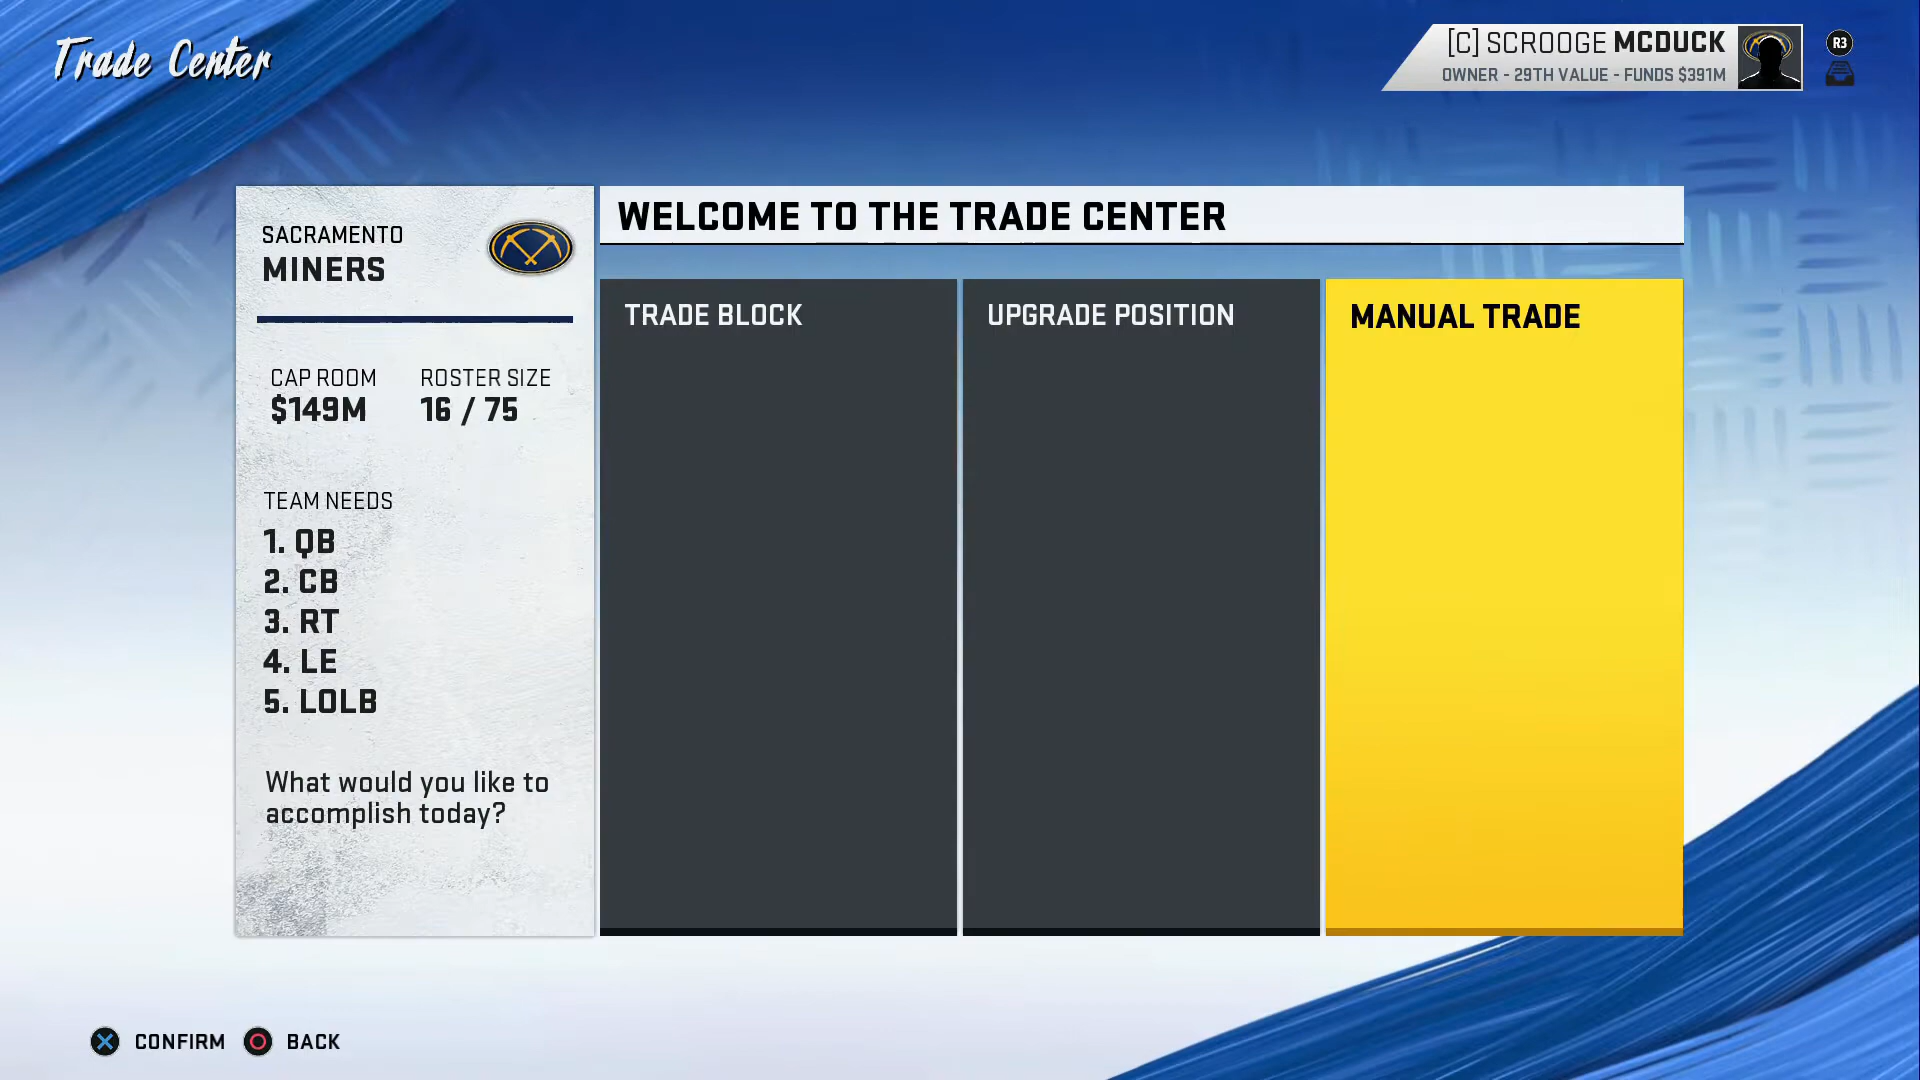 Trade Center
[C] SCROOGE MCDUCK
OWNER - 29TH VALUE - FUNDS $391M
R3
SACRAMENTO
MINERS
CAP ROOM
$149M
ROSTER SIZE
16 / 75
TEAM NEEDS
1. QB
2. CB
3. RT
4. LE
5. LOLB
What would you like to
accomplish today?
WELCOME TO THE TRADE CENTER
TRADE BLOCK
UPGRADE POSITION
MANUAL TRADE
CONFIRM
BACK